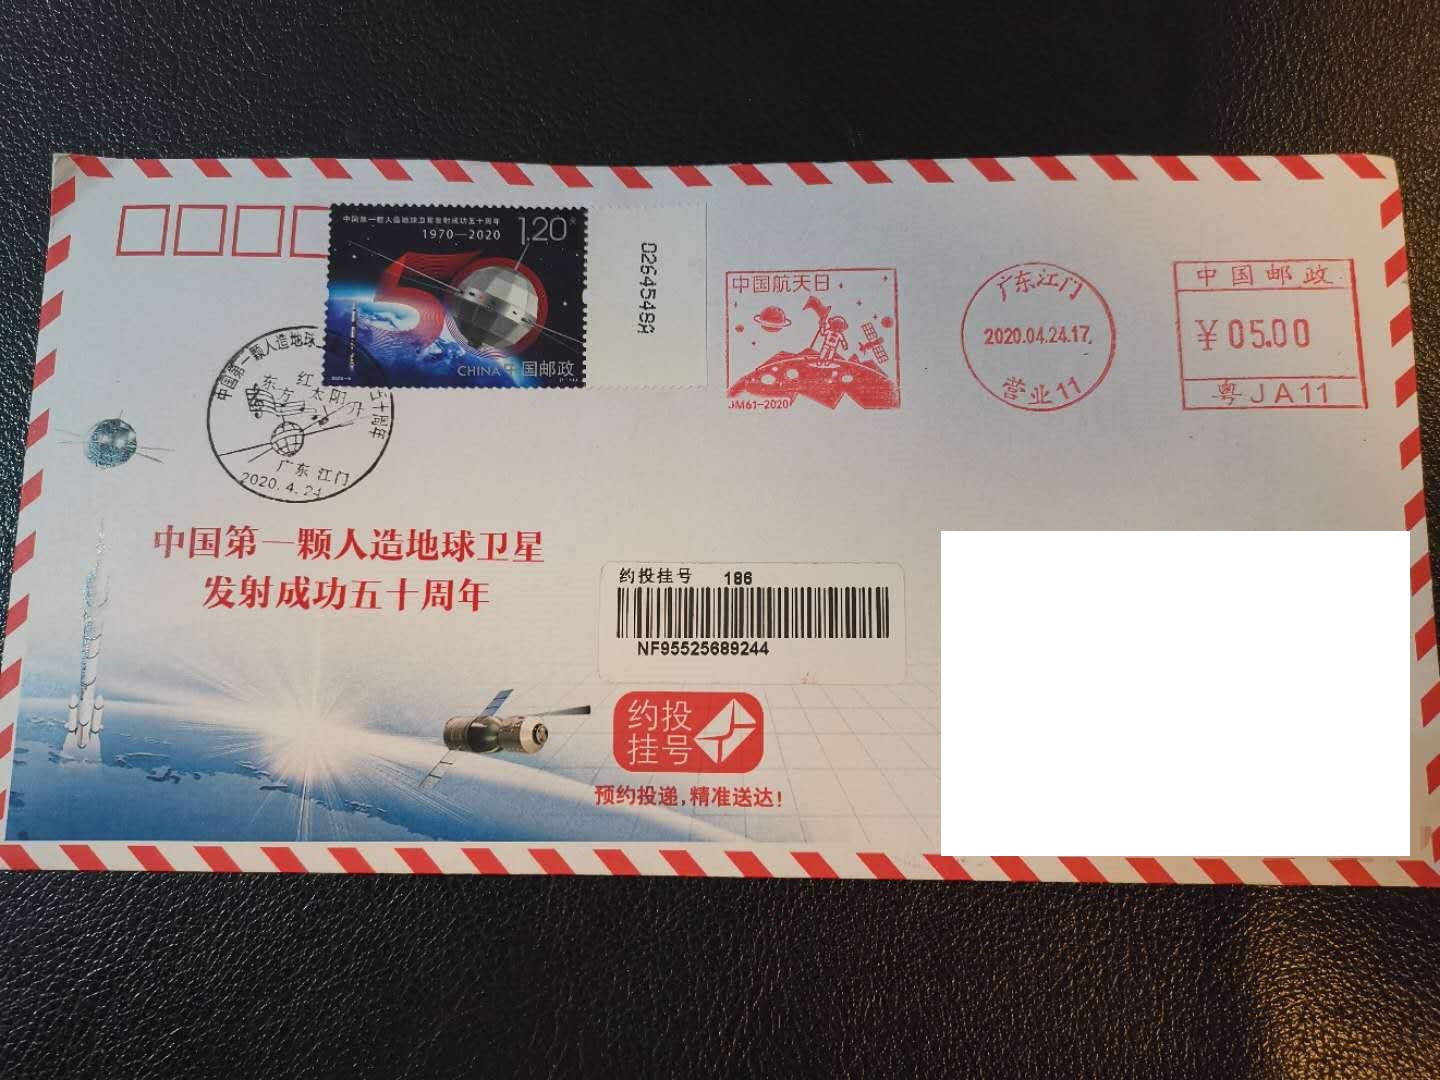 中国第一颗人造地球卫星发射成功五十周年
1970—2020
1.20元
CHINA 中国邮政
0264548A
中国航天日
JM61-2020
广东江门
2020.04.24.17
营业11
中国邮政
¥05.00
粤JA11
中国第一颗人造地球
五十周年
东方红
太阳升
广东 江门
2020.4.24
中国第一颗人造地球卫星
发射成功五十周年
约投挂号 186
NF95525689244
约投
挂号
预约投递,精准送达!